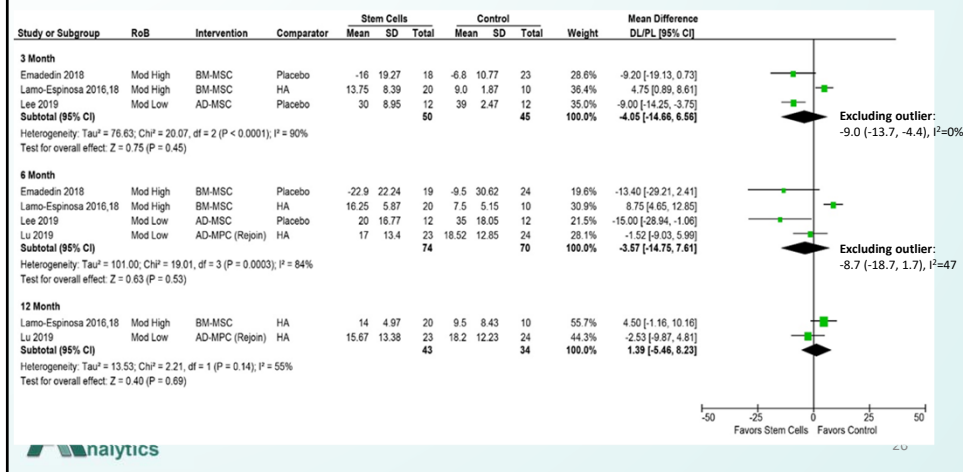 Stem Cells Control Mean Difference
Study or Subgroup RoB Intervention Comparator Mean SD Total Mean SD Total Weight DL/PL [95% CI]
3 Month
Emadedin 2018 Mod High BM-MSC Placebo -16 19.27 18 -6.8 10.77 23 28.6% -9.20 [-19.13, 0.73]
Lamo-Espinosa 2016,18 Mod High BM-MSC HA 13.75 8.39 20 9.0 1.87 10 36.4% 4.75 [0.89, 8.61]
Lee 2019 Mod Low AD-MSC Placebo 30 8.95 12 39 2.47 12 35.0% -9.00 [-14.25, -3.75]
Subtotal (95% CI) 50 45 100.0% -4.05 [-14.66, 6.56]
Excluding outlier:
Heterogeneity: Tau² = 76.63; Chi² = 20.07, df = 2 (P < 0.0001); I² = 90%
-9.0 (-13.7, -4.4), I²=0%
Test for overall effect: Z = 0.75 (P = 0.45)
6 Month
Emadedin 2018 Mod High BM-MSC Placebo -22.9 22.24 19 -9.5 30.62 24 19.6% -13.40 [-29.21, 2.41]
Lamo-Espinosa 2016,18 Mod High BM-MSC HA 16.25 5.87 20 7.5 5.15 10 30.9% 8.75 [4.65, 12.85]
Lee 2019 Mod Low AD-MSC Placebo 20 16.77 12 35 18.05 12 21.5% -15.00 [-28.94, -1.06]
Lu 2019 Mod Low AD-MPC (Rejoin) HA 17 13.4 23 18.52 12.85 24 28.1% -1.52 [-9.03, 5.99]
Subtotal (95% CI) 74 70 100.0% -3.57 [-14.75, 7.61]
Excluding outlier:
Heterogeneity: Tau² = 101.00; Chi² = 19.01, df = 3 (P = 0.0003); I² = 84%
-8.7 (-18.7, 1.7), I²=47
Test for overall effect: Z = 0.63 (P = 0.53)
12 Month
Lamo-Espinosa 2016,18 Mod High BM-MSC HA 14 4.97 20 9.5 8.43 10 55.7% 4.50 [-1.16, 10.16]
Lu 2019 Mod Low AD-MPC (Rejoin) HA 15.67 13.38 23 18.2 12.23 24 44.3% -2.53 [-9.87, 4.81]
Subtotal (95% CI) 43 34 100.0% 1.39 [-5.46, 8.23]
Heterogeneity: Tau² = 13.53; Chi² = 2.21, df = 1 (P = 0.14); I² = 55%
Test for overall effect: Z = 0.40 (P = 0.69)
-50 -25 0 25 50
Favors Stem Cells Favors Control